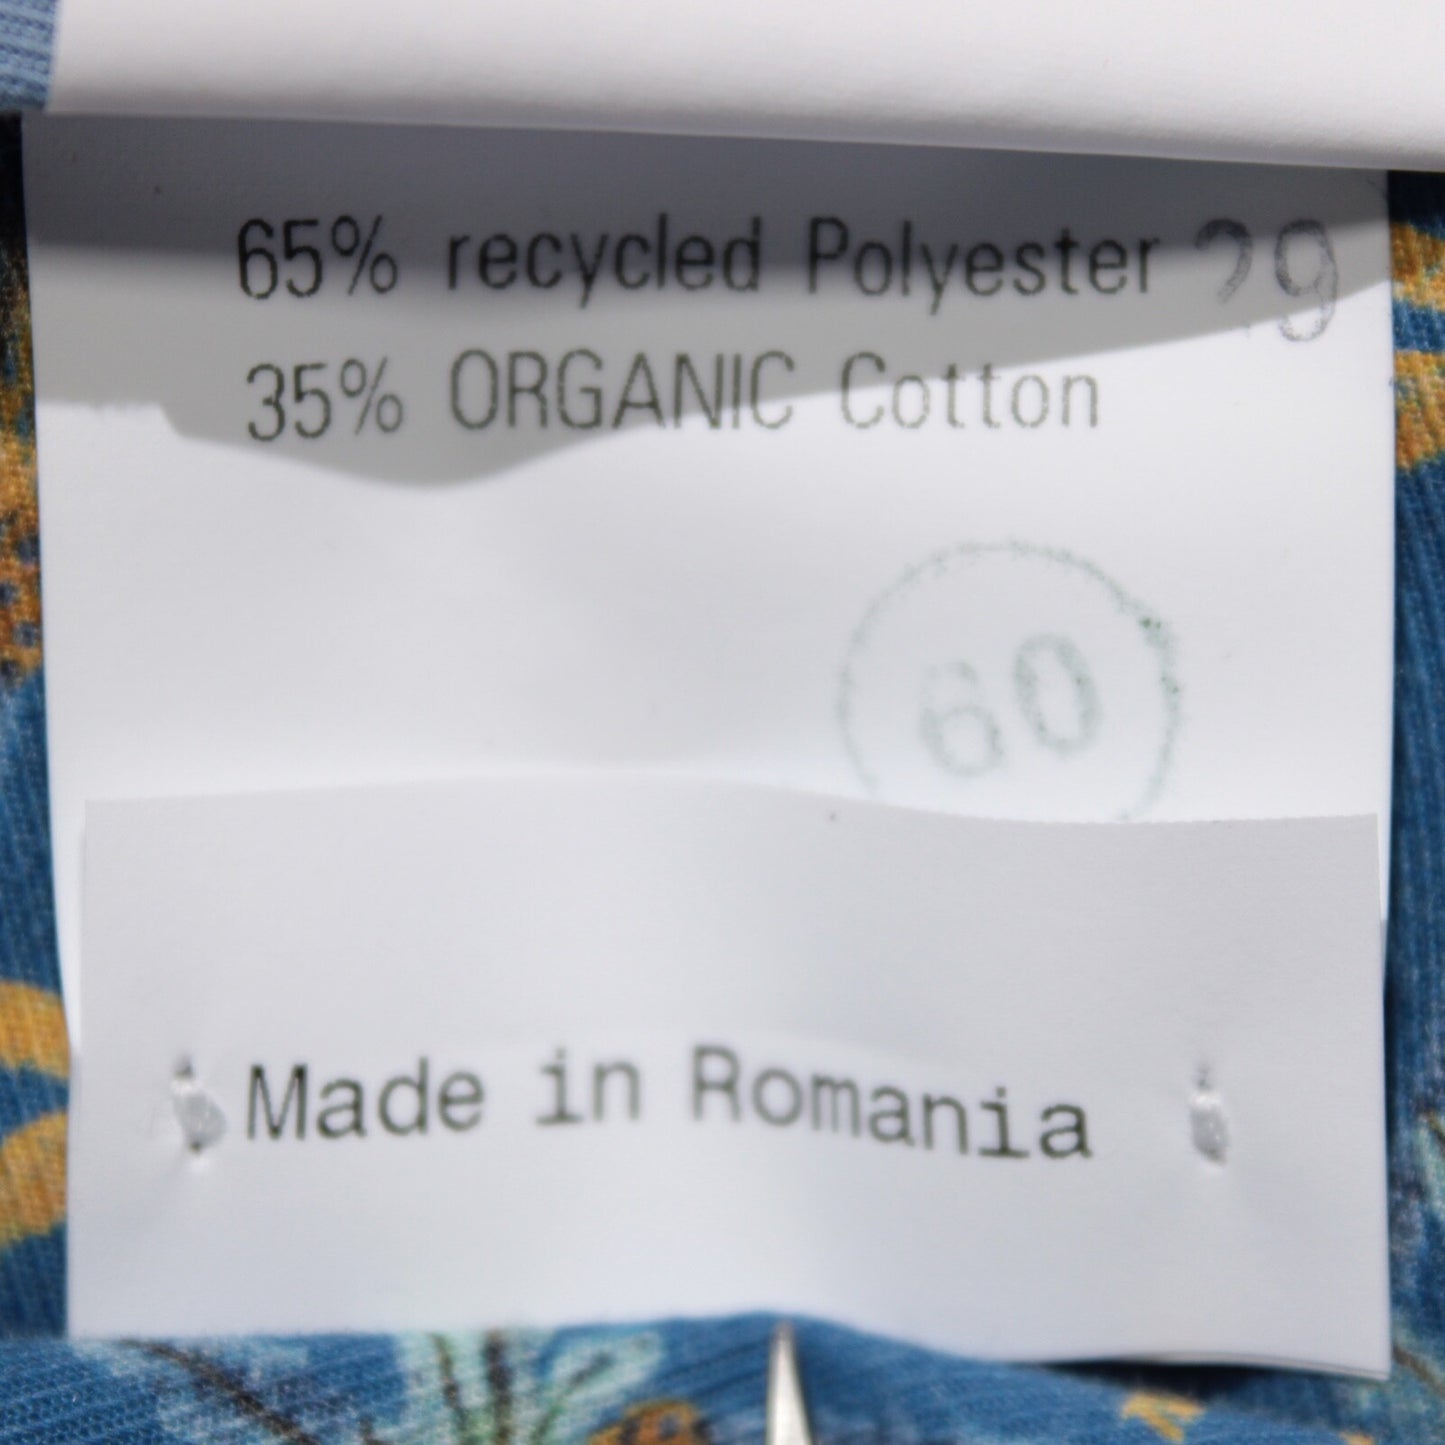 65% recycled Polyester 29
35% ORGANIC Cotton
60
Made in Romania